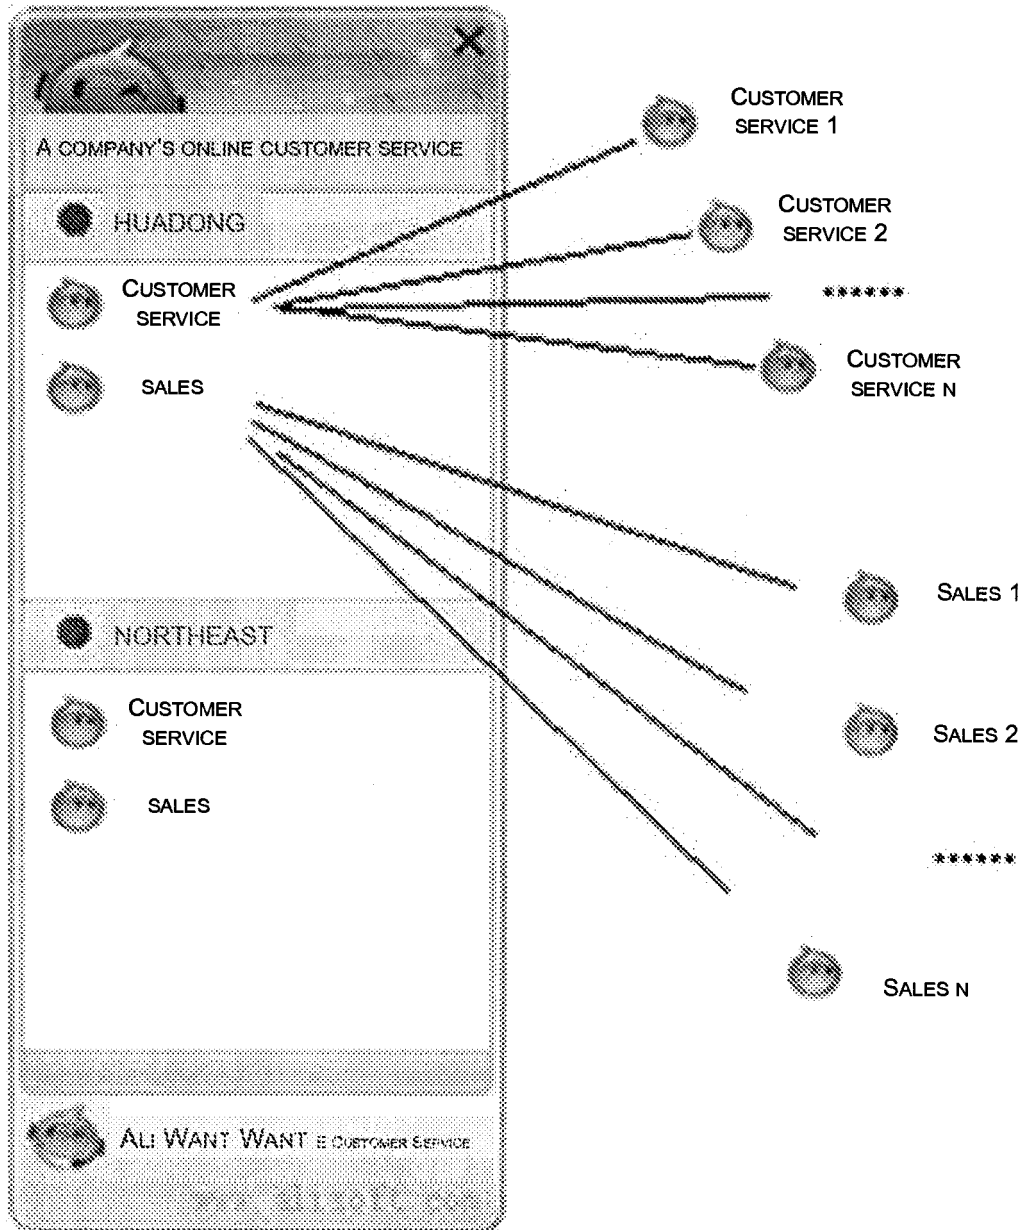 A COMPANY'S ONLINE CUSTOMER SERVICE
HUADONG
CUSTOMER
SERVICE
SALES
NORTHEAST
CUSTOMER
SERVICE
SALES
ALI WANT WANT E CUSTOMER SERVICE
CUSTOMER
SERVICE 1
CUSTOMER
SERVICE 2
******
CUSTOMER
SERVICE N
SALES 1
SALES 2
******
SALES N